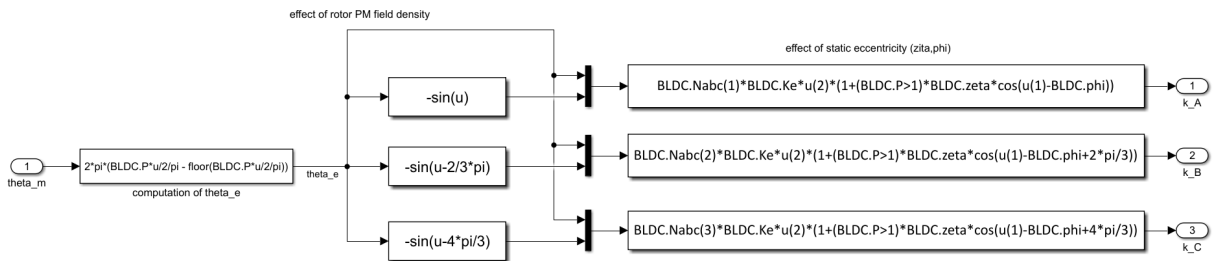 effect of rotor PM field density
effect of static eccentricity (zita,phi)
-sin(u)
BLDC.Nabc(1)*BLDC.Ke*u(2)*(1+(BLDC.P>1)*BLDC.zeta*cos(u(1)-BLDC.phi))
1
k_A
1
theta_m
2*pi*(BLDC.P*u/2/pi - floor(BLDC.P*u/2/pi))
computation of theta_e
theta_e
-sin(u-2/3*pi)
BLDC.Nabc(2)*BLDC.Ke*u(2)*(1+(BLDC.P>1)*BLDC.zeta*cos(u(1)-BLDC.phi+2*pi/3))
2
k_B
-sin(u-4*pi/3)
BLDC.Nabc(3)*BLDC.Ke*u(2)*(1+(BLDC.P>1)*BLDC.zeta*cos(u(1)-BLDC.phi+4*pi/3))
3
k_C